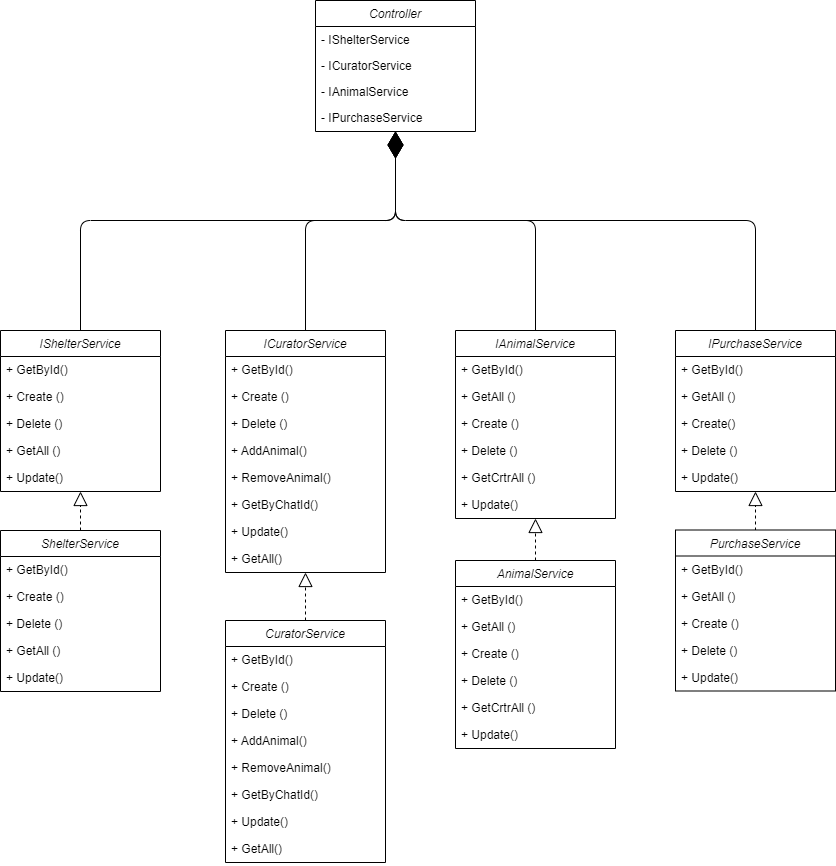 Controller
- IShelterService
- ICuratorService
- IAnimalService
- IPurchaseService
IShelterService
+ GetById()
+ Create ()
+ Delete ()
+ GetAll ()
+ Update()
ShelterService
+ GetById()
+ Create ()
+ Delete ()
+ GetAll ()
+ Update()
ICuratorService
+ GetById()
+ Create ()
+ Delete ()
+ AddAnimal()
+ RemoveAnimal()
+ GetByChatId()
+ Update()
+ GetAll()
CuratorService
+ GetById()
+ Create ()
+ Delete ()
+ AddAnimal()
+ RemoveAnimal()
+ GetByChatId()
+ Update()
+ GetAll()
IAnimalService
+ GetById()
+ GetAll ()
+ Create ()
+ Delete ()
+ GetCrtrAll ()
+ Update()
AnimalService
+ GetById()
+ GetAll ()
+ Create ()
+ Delete ()
+ GetCrtrAll ()
+ Update()
IPurchaseService
+ GetById()
+ GetAll ()
+ Create()
+ Delete ()
+ Update()
PurchaseService
+ GetById()
+ GetAll ()
+ Create ()
+ Delete ()
+ Update()